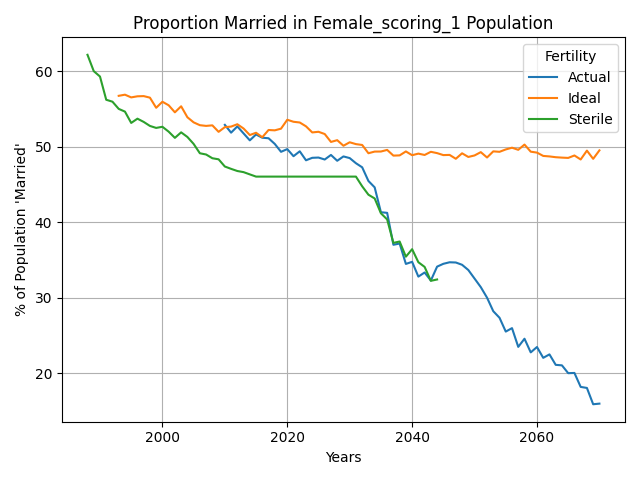 Proportion Married in Female_scoring_1 Population
Fertility
Actual
Ideal
Sterile
% of Population 'Married'
60
50
40
30
20
2000
2020
2040
2060
Years